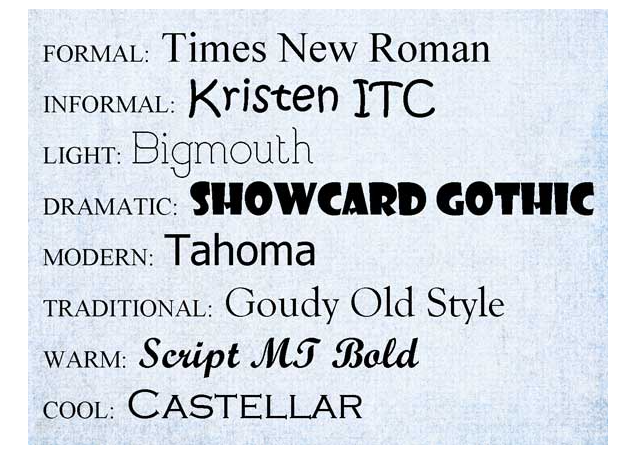 FORMAL: Times New Roman
INFORMAL: Kristen ITC
LIGHT: Bigmouth
DRAMATIC: SHOWCARD GOTHIC
MODERN: Tahoma
TRADITIONAL: Goudy Old Style
WARM: Script MT Bold
COOL: CASTELLAR